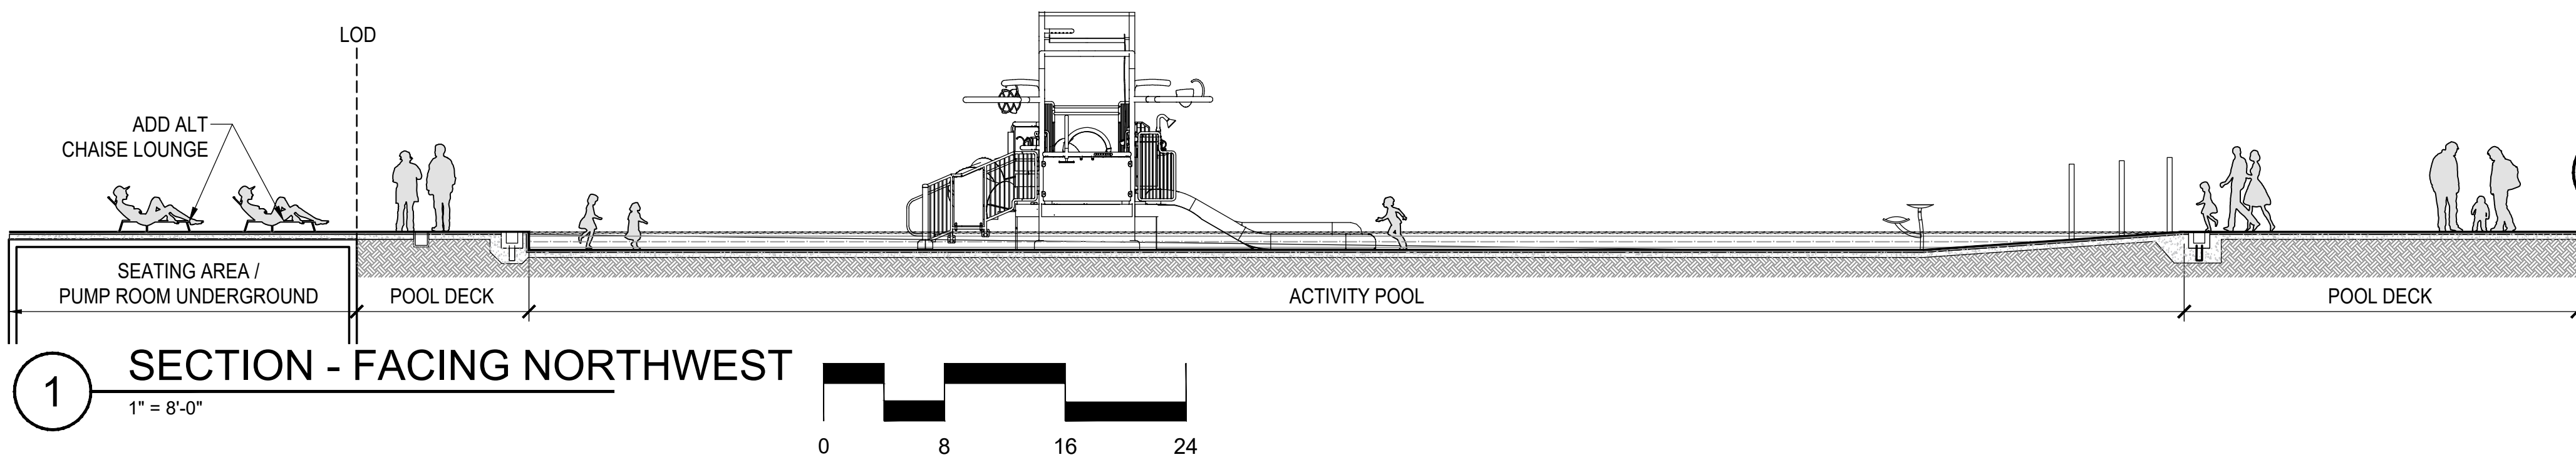 LOD
ADD ALT
CHAISE LOUNGE
SEATING AREA /
PUMP ROOM UNDERGROUND
POOL DECK
ACTIVITY POOL
POOL DECK
1
SECTION - FACING NORTHWEST
1" = 8'-0"
0 8 16 24